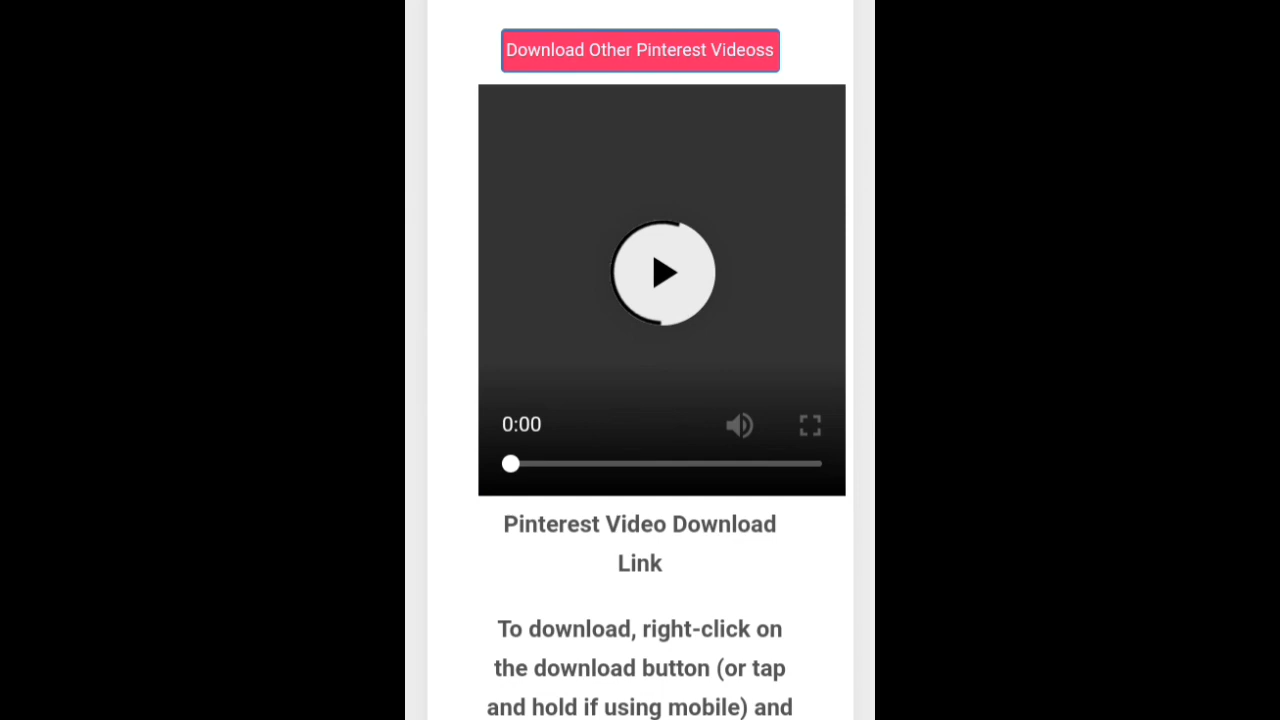 Download Other Pinterest Videoss
0:00
Pinterest Video Download
Link
To download, right-click on
the download button (or tap
and hold if using mobile) and